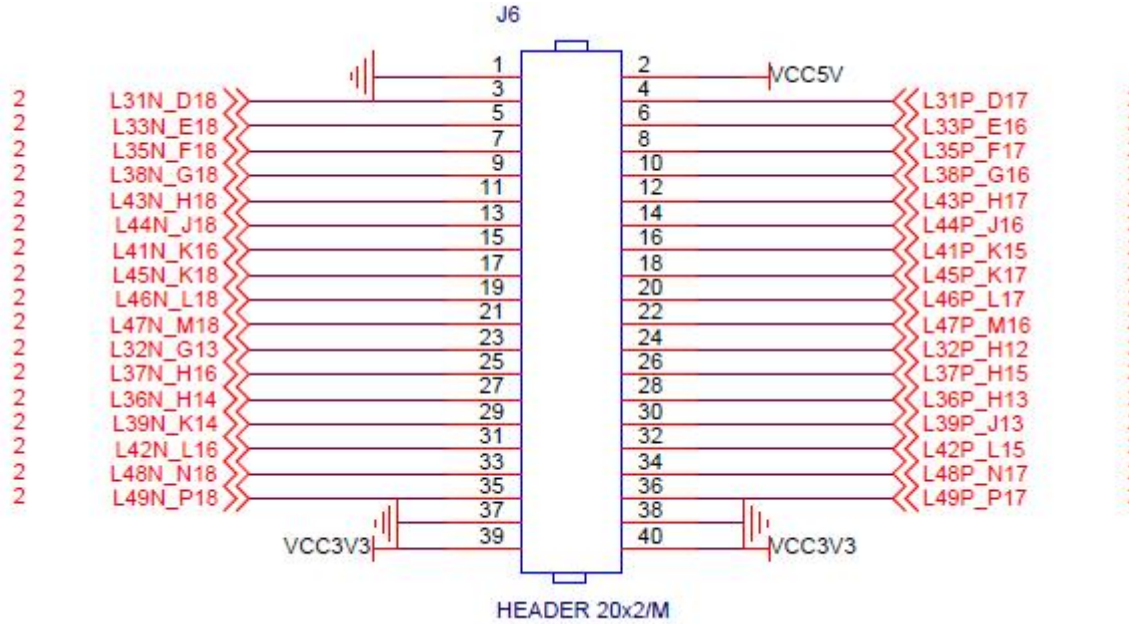 J6
1 2 VCC5V
2 L31N_D18 3 4 L31P_D17
2 L33N_E18 5 6 L33P_E16
2 L35N_F18 7 8 L35P_F17
2 L38N_G18 9 10 L38P_G16
2 L43N_H18 11 12 L43P_H17
2 L44N_J18 13 14 L44P_J16
2 L41N_K16 15 16 L41P_K15
2 L45N_K18 17 18 L45P_K17
2 L46N_L18 19 20 L46P_L17
2 L47N_M18 21 22 L47P_M16
2 L32N_G13 23 24 L32P_H12
2 L37N_H16 25 26 L37P_H15
2 L36N_H14 27 28 L36P_H13
2 L39N_K14 29 30 L39P_J13
2 L42N_L16 31 32 L42P_L15
2 L48N_N18 33 34 L48P_N17
2 L49N_P18 35 36 L49P_P17
37 38
VCC3V3 39 40 VCC3V3
HEADER 20x2/M